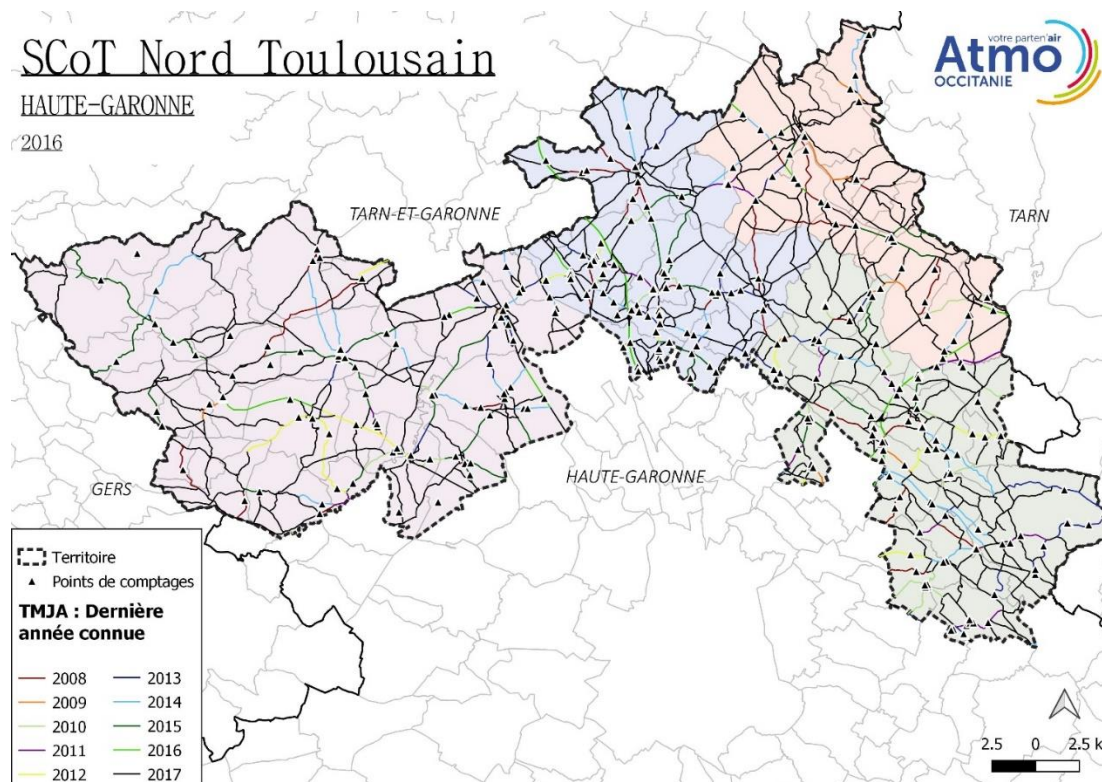 SCoT Nord Toulousain
HAUTE-GARONNE
2016
votre parten'air
Atmo
OCCITANIE
TARN-ET-GARONNE
TARN
GERS
HAUTE-GARONNE
Territoire
Points de comptages
TMJA : Dernière
année connue
2008
2009
2010
2011
2012
2013
2014
2015
2016
2017
2.5 0 2.5 k